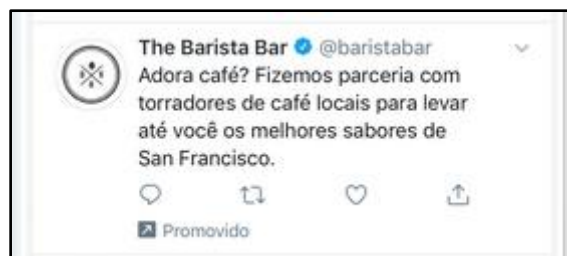 The Barista Bar @baristabar
Adora café? Fizemos parceria com
torradores de café locais para levar
até você os melhores sabores de
San Francisco.
Promovido